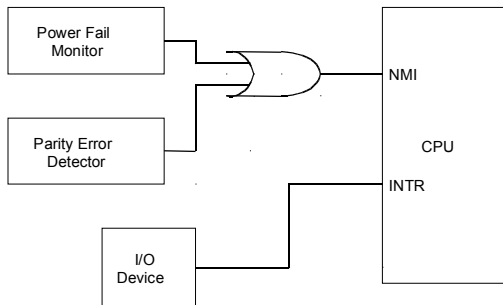 Power Fail
Monitor
NMI
Parity Error
Detector
CPU
INTR
I/O
Device